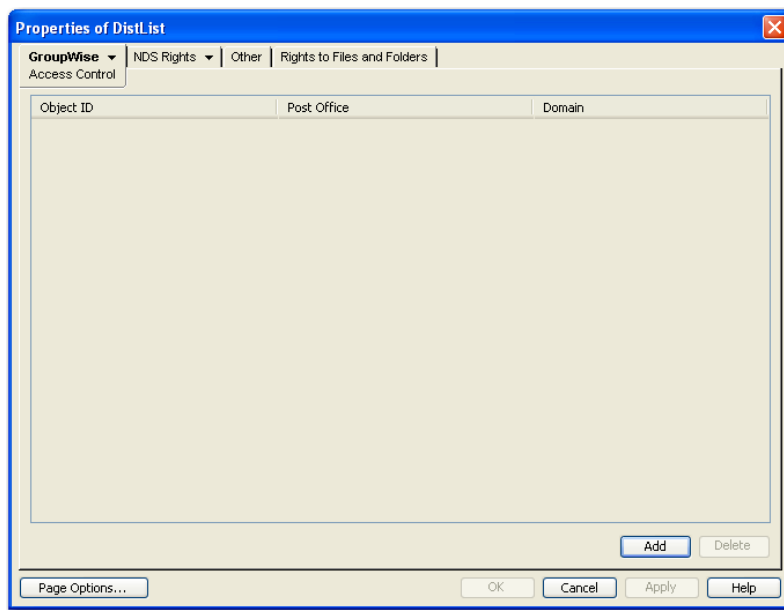 Properties of DistList
GroupWise NDS Rights Other Rights to Files and Folders
Access Control
Object ID Post Office Domain
Add Delete
Page Options... OK Cancel Apply Help